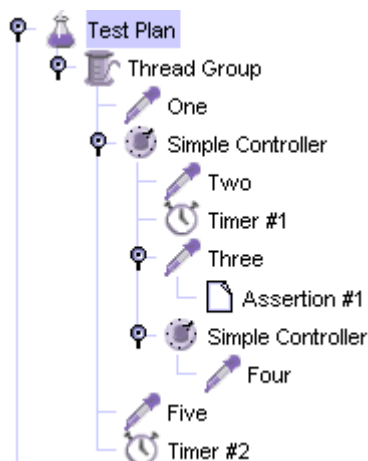 Test Plan
Thread Group
One
Simple Controller
Two
Timer #1
Three
Assertion #1
Simple Controller
Four
Five
Timer #2